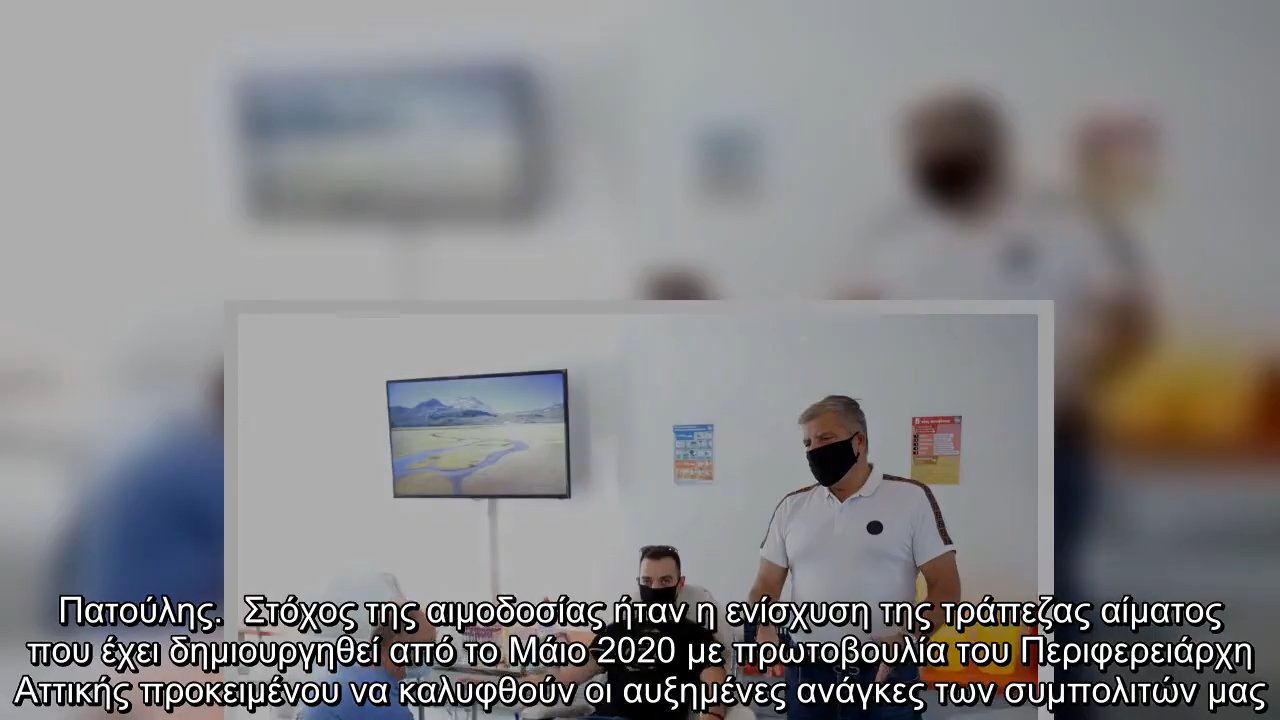 Πατούλης.  Στόχος της αιμοδοσίας ήταν η ενίσχυση της τράπεζας αίματος
που έχει δημιουργηθεί από το Μάιο 2020 με πρωτοβουλία του Περιφερειάρχη
Αττικής προκειμένου να καλυφθούν οι αυξημένες ανάγκες των συμπολιτών μας